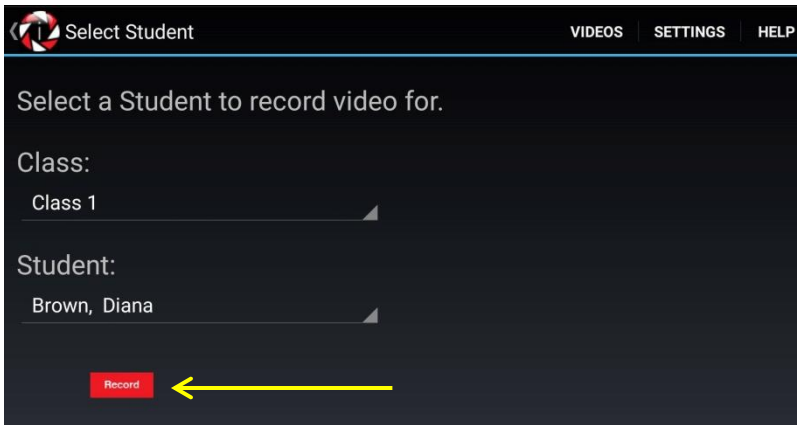 Select Student VIDEOS SETTINGS HELP
Select a Student to record video for.
Class:
Class 1
Student:
Brown, Diana
Record